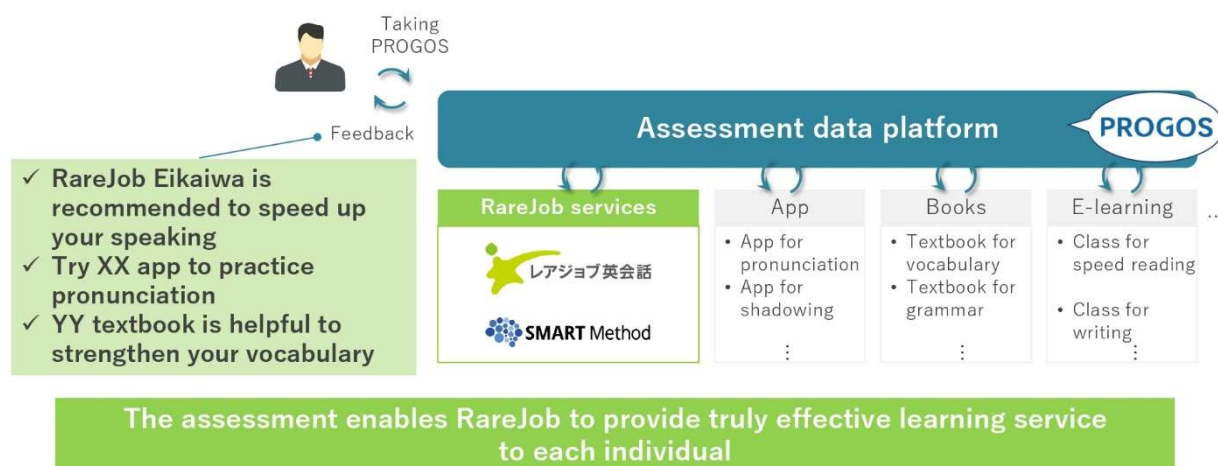 Taking
PROGOS
Feedback
Assessment data platform
PROGOS
✓ RareJob Eikaiwa is
recommended to speed up
your speaking
✓ Try XX app to practice
pronunciation
✓ YY textbook is helpful to
strengthen your vocabulary
RareJob services
レアジョブ英会話
SMART Method
App
• App for
pronunciation
• App for
shadowing
⋮
Books
• Textbook for
vocabulary
• Textbook for
grammar
⋮
E-learning
• Class for
speed reading
• Class for
writing
⋮
...
The assessment enables RareJob to provide truly effective learning service
to each individual